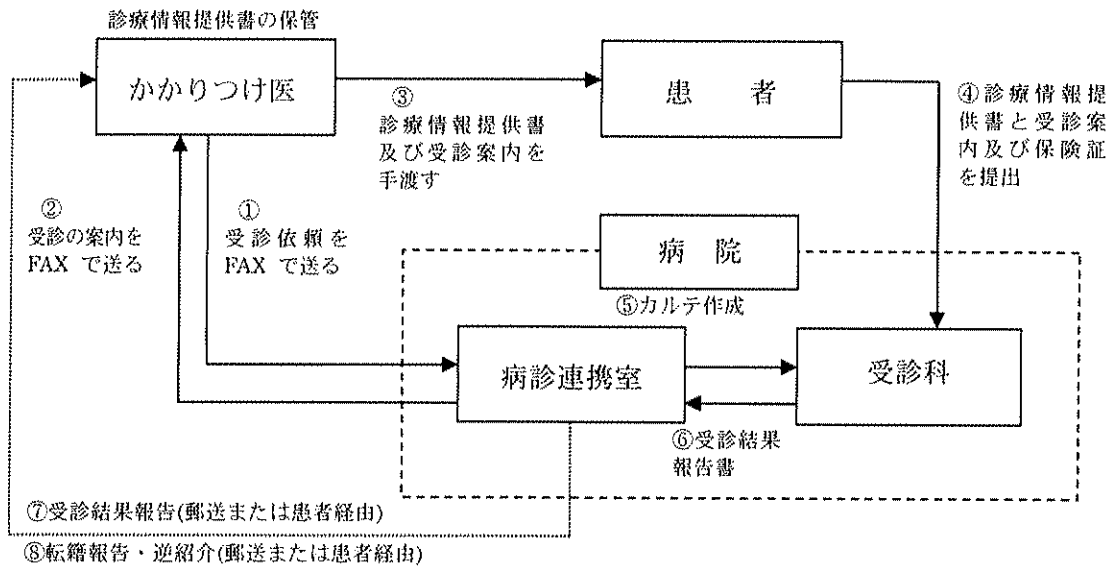 診療情報提供書の保管
かかりつけ医
患　者
③
診療情報提供書
及び受診案内を
手渡す
④診療情報提
供書と受診案
内及び保険証
を提出
②
受診の案内を
FAX で送る
①
受診依頼を
FAX で送る
病　院
⑤カルテ作成
病診連携室
受診科
⑥受診結果
報告書
⑦受診結果報告(郵送または患者経由)
⑧転籍報告・逆紹介(郵送または患者経由)